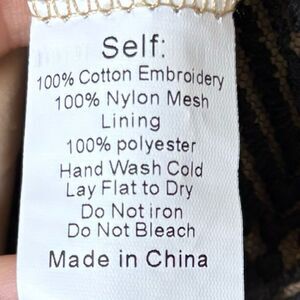 Self:
100% Cotton Embroidery
100% Nylon Mesh
Lining
100% polyester
Hand Wash Cold
Lay Flat to Dry
Do Not iron
Do Not Bleach
Made in China